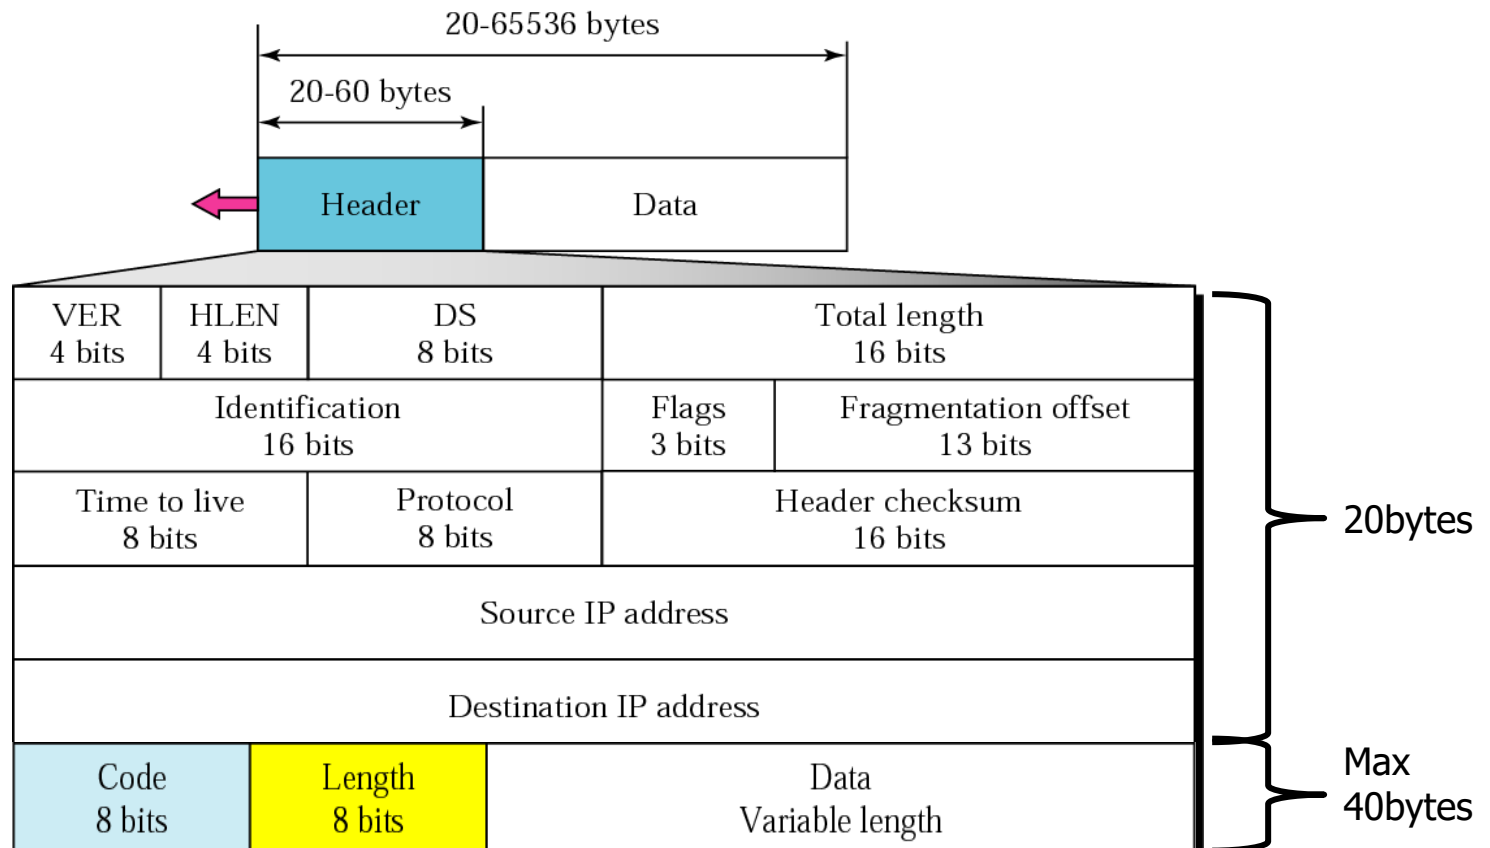 20-65536 bytes
20-60 bytes
Header
Data
VER
4 bits
HLEN
4 bits
DS
8 bits
Total length
16 bits
Identification
16 bits
Flags
3 bits
Fragmentation offset
13 bits
Time to live
8 bits
Protocol
8 bits
Header checksum
16 bits
20bytes
Source IP address
Destination IP address
Code
8 bits
Length
8 bits
Data
Variable length
Max
40bytes